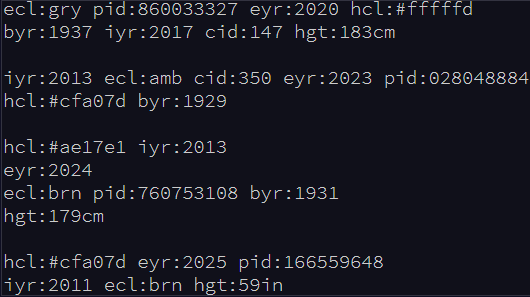 ecl:gry pid:860033327 eyr:2020 hcl:#fffffd
byr:1937 iyr:2017 cid:147 hgt:183cm

iyr:2013 ecl:amb cid:350 eyr:2023 pid:028048884
hcl:#cfa07d byr:1929

hcl:#ae17e1 iyr:2013
eyr:2024
ecl:brn pid:760753108 byr:1931
hgt:179cm

hcl:#cfa07d eyr:2025 pid:166559648
iyr:2011 ecl:brn hgt:59in